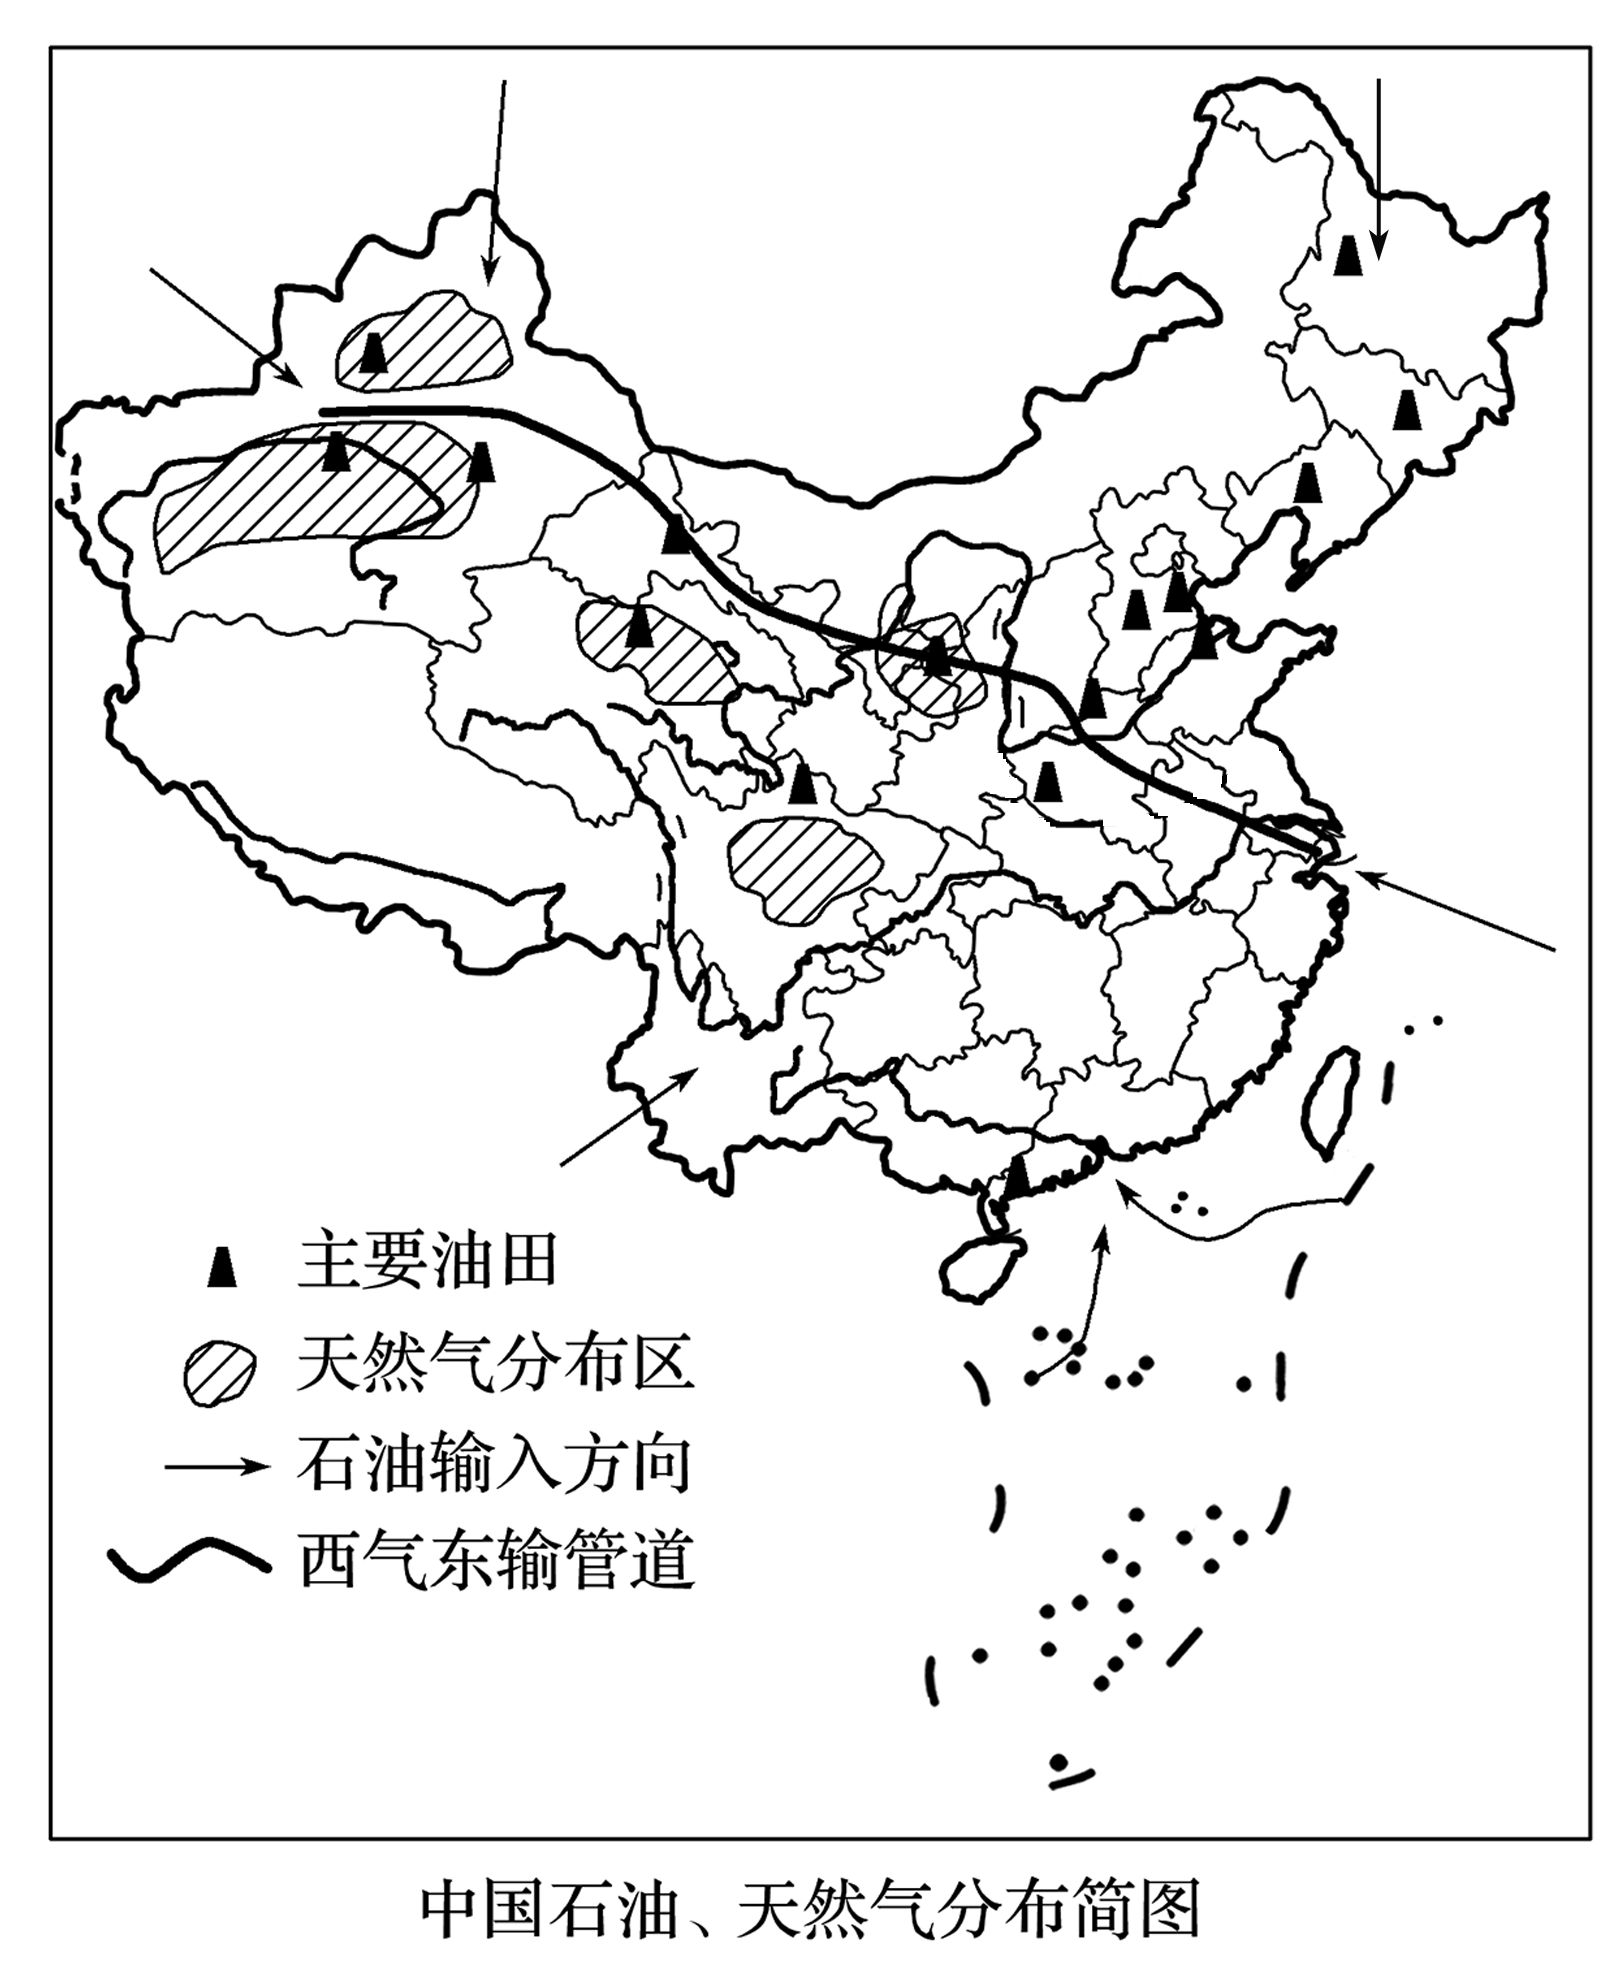 主要油田
天然气分布区
石油输入方向
西气东输管道
中国石油、天然气分布简图